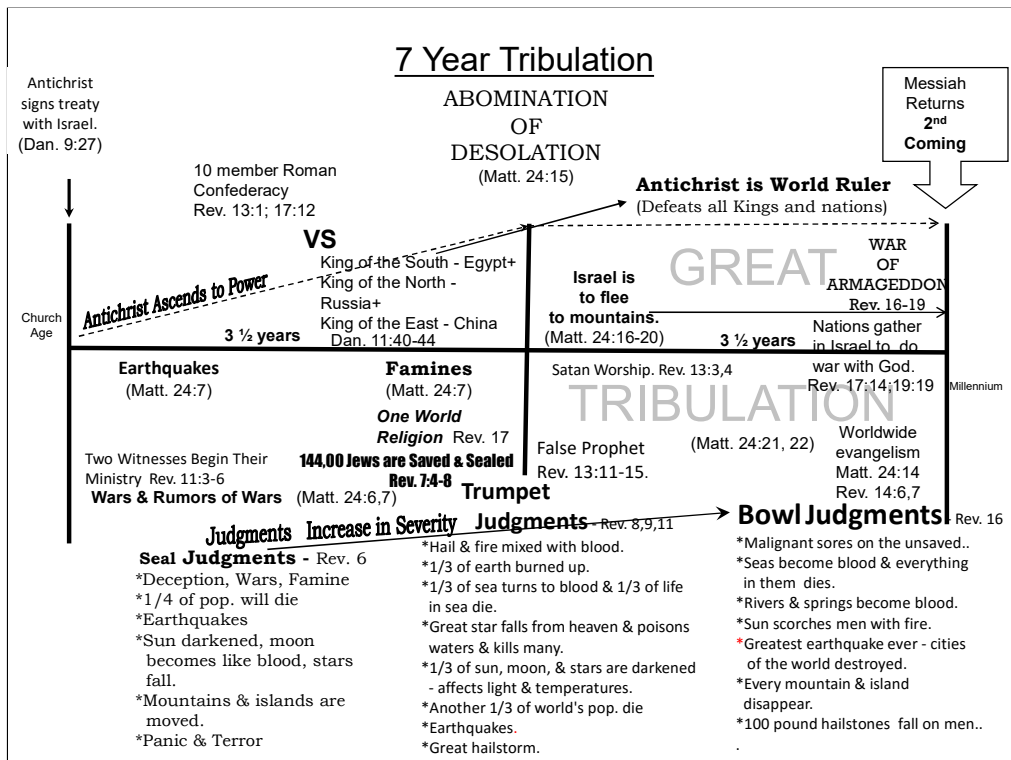 7 Year Tribulation
Antichrist
signs treaty
with Israel.
(Dan. 9:27)
ABOMINATION
OF
DESOLATION
(Matt. 24:15)
Messiah
Returns
2nd
Coming
10 member Roman
Confederacy
Rev. 13:1; 17:12
VS
King of the South - Egypt+
King of the North -
Russia+
King of the East - China
Dan. 11:40-44
Antichrist is World Ruler
(Defeats all Kings and nations)
Antichrist Ascends to Power
Church
Age
3 ½ years
GREAT
Israel is
to flee
to mountains.
(Matt. 24:16-20)
3 ½ years
WAR
OF
ARMAGEDDON
Rev. 16-19
Nations gather
in Israel to do
war with God.
Rev. 17:14;19:19
Millennium
Earthquakes
(Matt. 24:7)
Famines
(Matt. 24:7)
One World
Religion Rev. 17
Satan Worship. Rev. 13:3,4
TRIBULATION
Two Witnesses Begin Their
Ministry Rev. 11:3-6
144,00 Jews are Saved & Sealed
Rev. 7:4-8
Wars & Rumors of Wars (Matt. 24:6,7)
False Prophet
Rev. 13:11-15.
(Matt. 24:21, 22)
Worldwide
evangelism
Matt. 24:14
Rev. 14:6,7
Judgments Increase in Severity
Seal Judgments - Rev. 6
*Deception, Wars, Famine
*1/4 of pop. will die
*Earthquakes
*Sun darkened, moon
becomes like blood, stars
fall.
*Mountains & islands are
moved.
*Panic & Terror
Trumpet
Judgments - Rev. 8,9,11
*Hail & fire mixed with blood.
*1/3 of earth burned up.
*1/3 of sea turns to blood & 1/3 of life
in sea die.
*Great star falls from heaven & poisons
waters & kills many.
*1/3 of sun, moon, & stars are darkened
- affects light & temperatures.
*Another 1/3 of world's pop. die
*Earthquakes.
*Great hailstorm.
Bowl Judgments - Rev. 16
*Malignant sores on the unsaved..
*Seas become blood & everything
in them dies.
*Rivers & springs become blood.
*Sun scorches men with fire.
*Greatest earthquake ever - cities
of the world destroyed.
*Every mountain & island
disappear.
*100 pound hailstones fall on men..
.